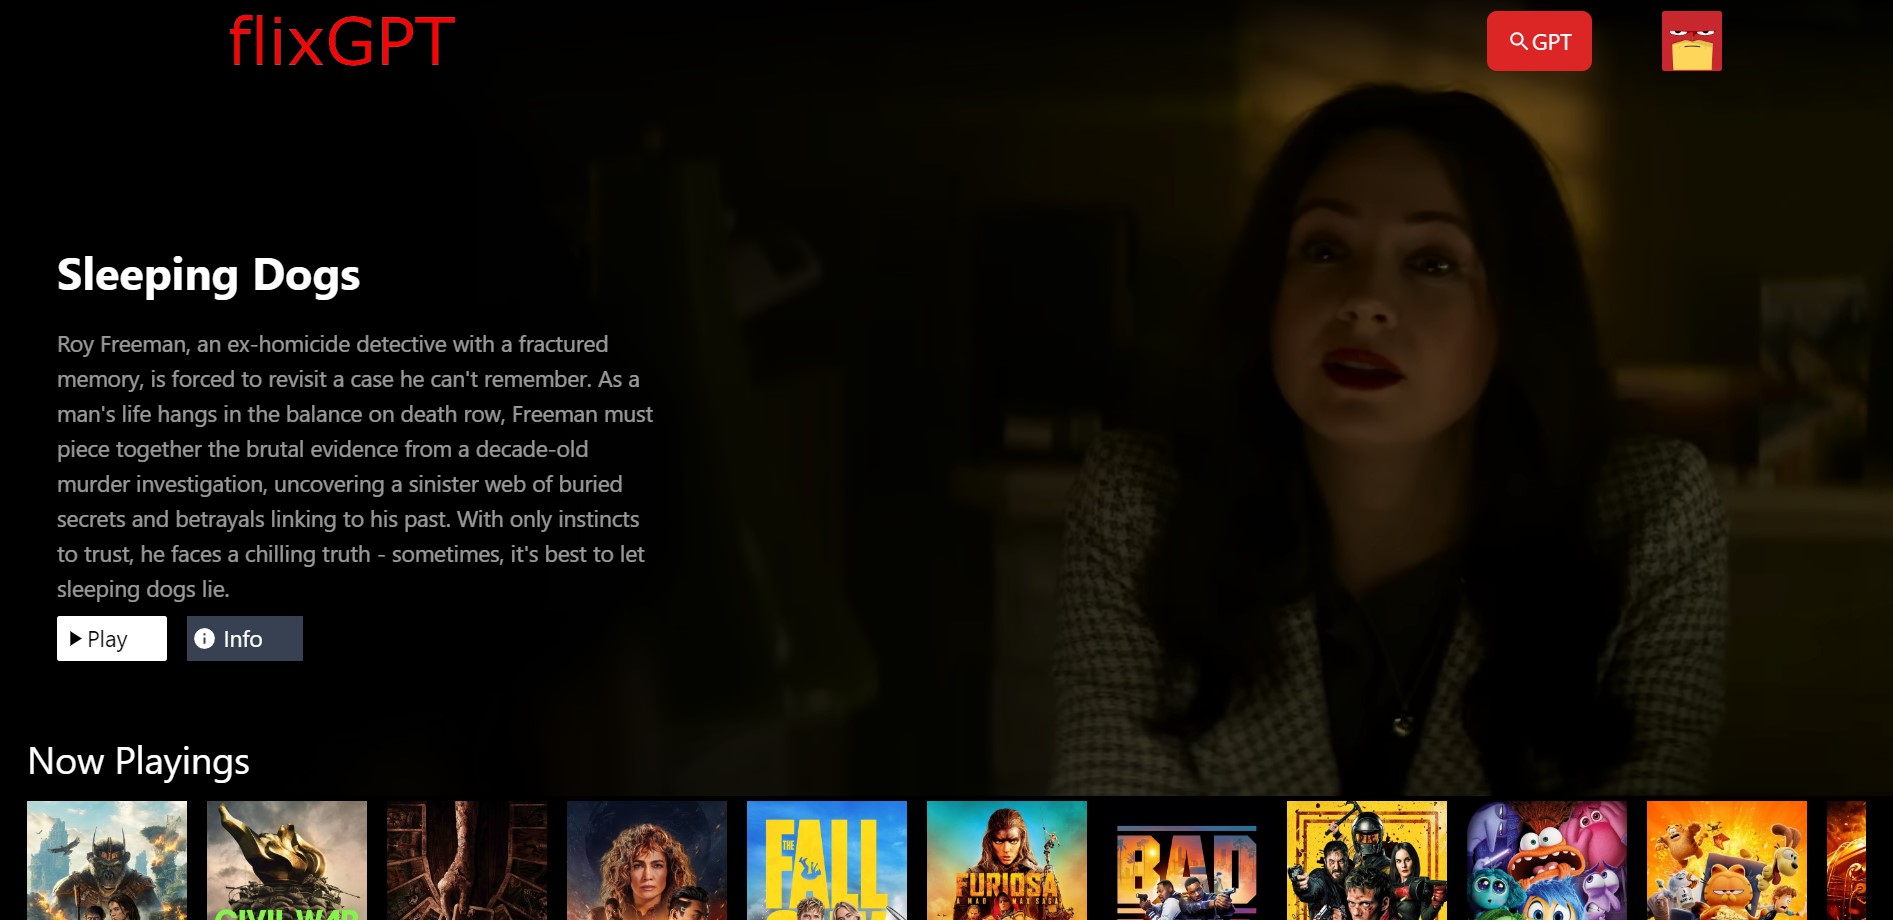 flixGPT
GPT
Sleeping Dogs
Roy Freeman, an ex-homicide detective with a fractured
memory, is forced to revisit a case he can't remember. As a
man's life hangs in the balance on death row, Freeman must
piece together the brutal evidence from a decade-old
murder investigation, uncovering a sinister web of buried
secrets and betrayals linking to his past. With only instincts
to trust, he faces a chilling truth - sometimes, it's best to let
sleeping dogs lie.
Play
Info
Now Playings
CIVIL WAR
THE
FALL
FURIOSA
A MAD MAX SAGA
BAD